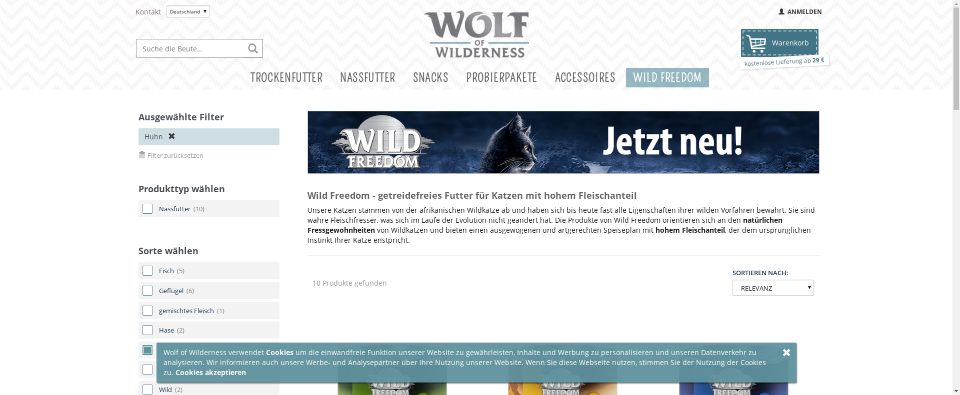 Kontakt
Deutschland
ANMELDEN
WOLF
OF
WILDERNESS
Suche die Beute...
Warenkorb
kostenlose Lieferung ab 29 €
TROCKENFUTTER NASSFUTTER SNACKS PROBIERPAKETE ACCESSOIRES WILD FREEDOM
Ausgewählte Filter
Huhn
Filter zurücksetzen
Produkttyp wählen
Nassfutter (10)
Sorte wählen
Fisch (5)
Geflügel (6)
gemischtes Fleisch (1)
Hase (2)
Wild (2)
WILD
FREEDOM
Jetzt neu!
Wild Freedom - getreidefreies Futter für Katzen mit hohem Fleischanteil
Unsere Katzen stammen von der afrikanischen Wildkatze ab und haben sich bis heute fast alle Eigenschaften ihrer wilden Vorfahren bewahrt. Sie sind
wahre Fleischfresser, was sich im Laufe der Evolution nicht geändert hat. Die Produkte von Wild Freedom orientieren sich an den natürlichen
Fressgewohnheiten von Wildkatzen und bieten einen ausgewogenen und artgerechten Speiseplan mit hohem Fleischanteil, der dem ursprünglichen
Instinkt Ihrer Katze entspricht.
10 Produkte gefunden
SORTIEREN NACH:
RELEVANZ
Wolf of Wilderness verwendet Cookies um die einwandfreie Funktion unserer Website zu gewährleisten, Inhalte und Werbung zu personalisieren und unseren Datenverkehr zu
analysieren. Wir informieren auch unsere Werbe- und Analysepartner über Ihre Nutzung unserer Website. Wenn Sie diese Webseite nutzen, stimmen Sie der Nutzung der Cookies
zu. Cookies akzeptieren